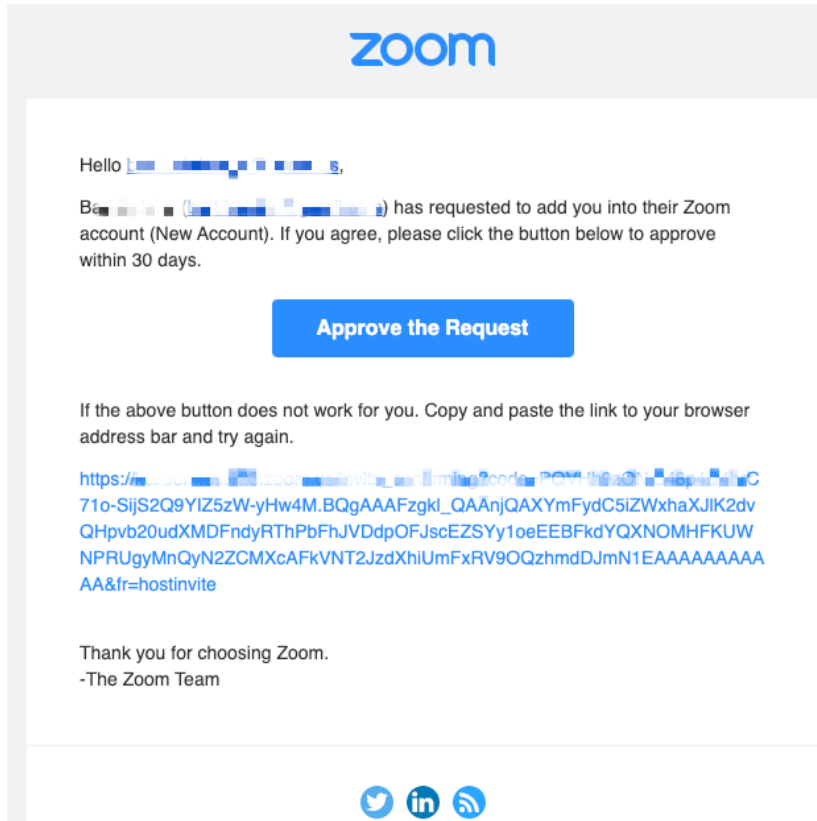 zoom
Hello
has requested to add you into their Zoom
account (New Account). If you agree, please click the button below to approve
within 30 days.
Approve the Request
If the above button does not work for you. Copy and paste the link to your browser
address bar and try again.
https://
71o-SijS2Q9YIZ5zW-yHw4M.BQgAAAFzgkl_QAAnjQAXYmFydC5iZWxhaXJlK2dv
QHpvb20udXMDFndyRThPbFhJVDdpOFJscEZSYy1oeEEBFkdYQXNOMHFKUW
NPRUgyMnQyN2ZCMXcAFkVNT2JzdXhiUmFxRV9OQzhmdDJmN1EAAAAAAAAA
AA&fr=hostinvite
Thank you for choosing Zoom.
-The Zoom Team
in